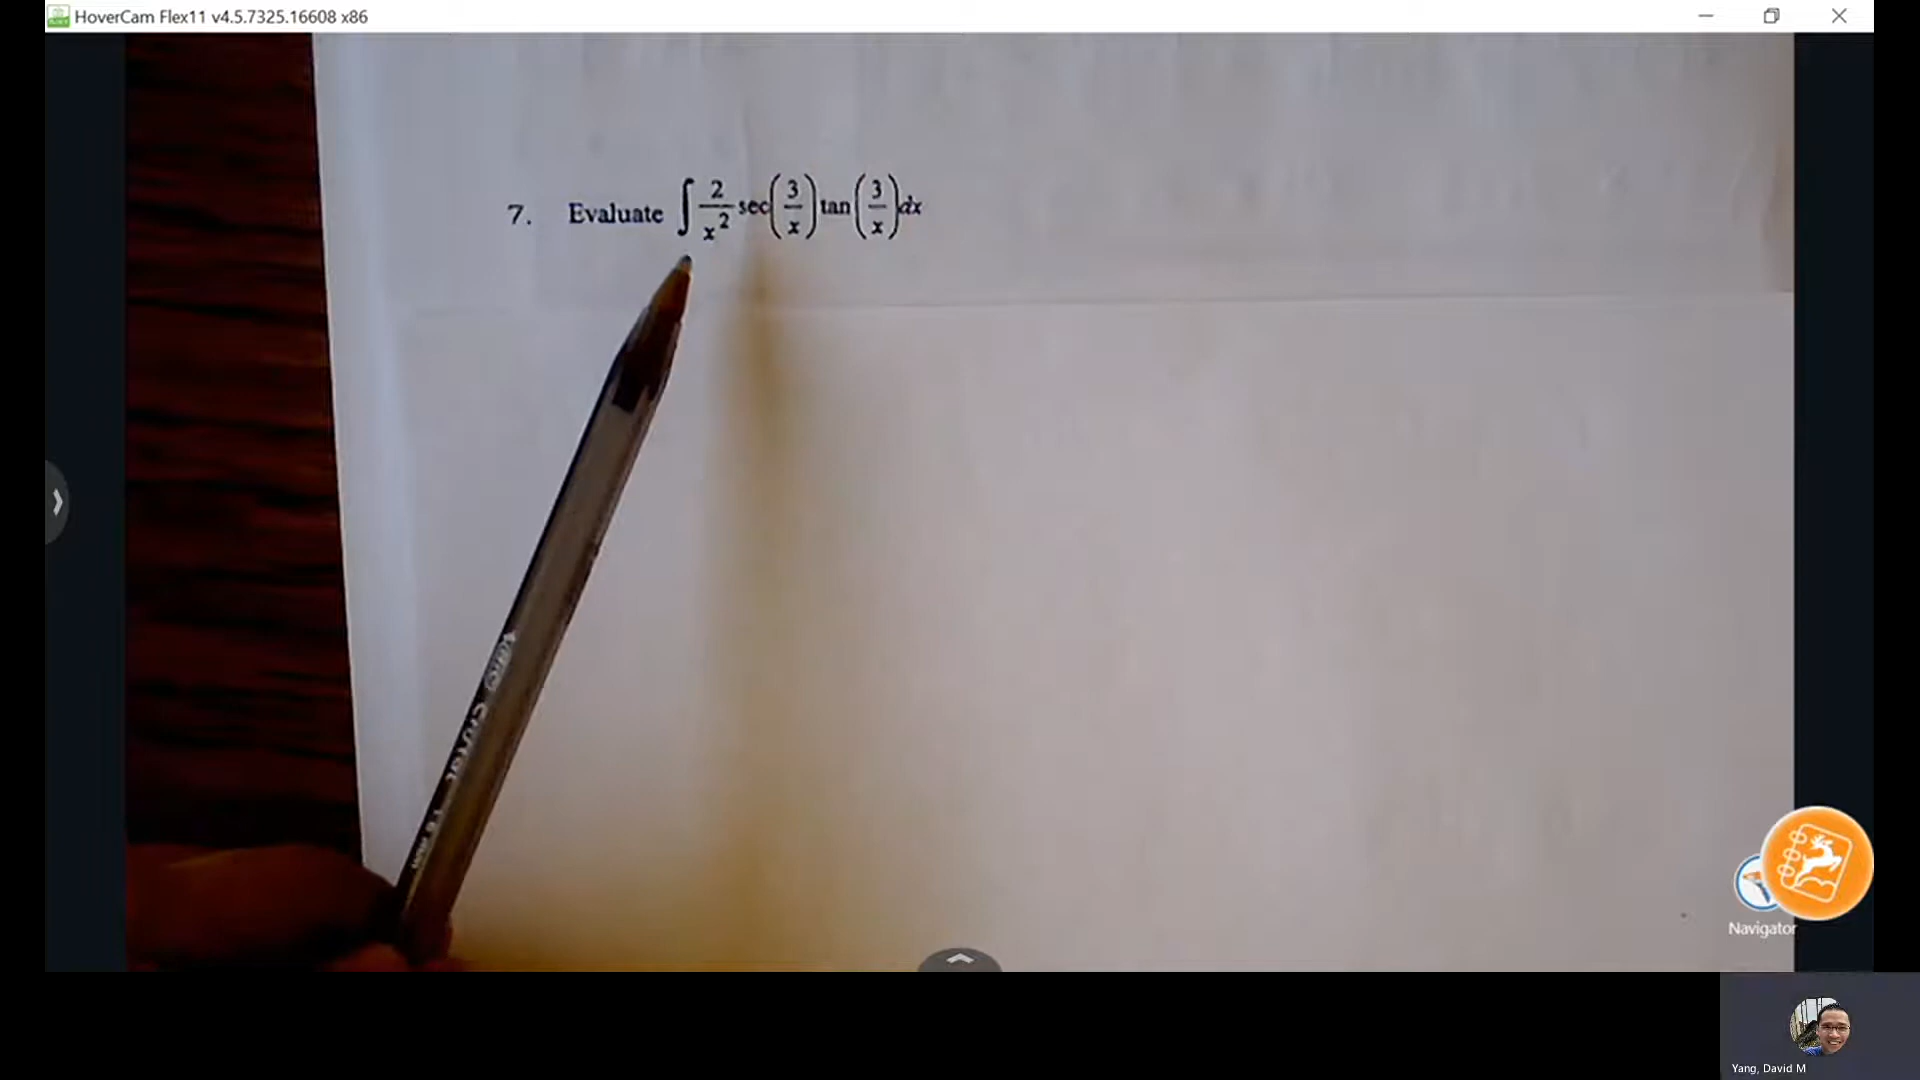 HoverCam Flex11 v4.5.7325.16608 x86
7. Evaluate ∫ 2/x² sec(3/x) tan(3/x) dx
Navigator
Yang, David M